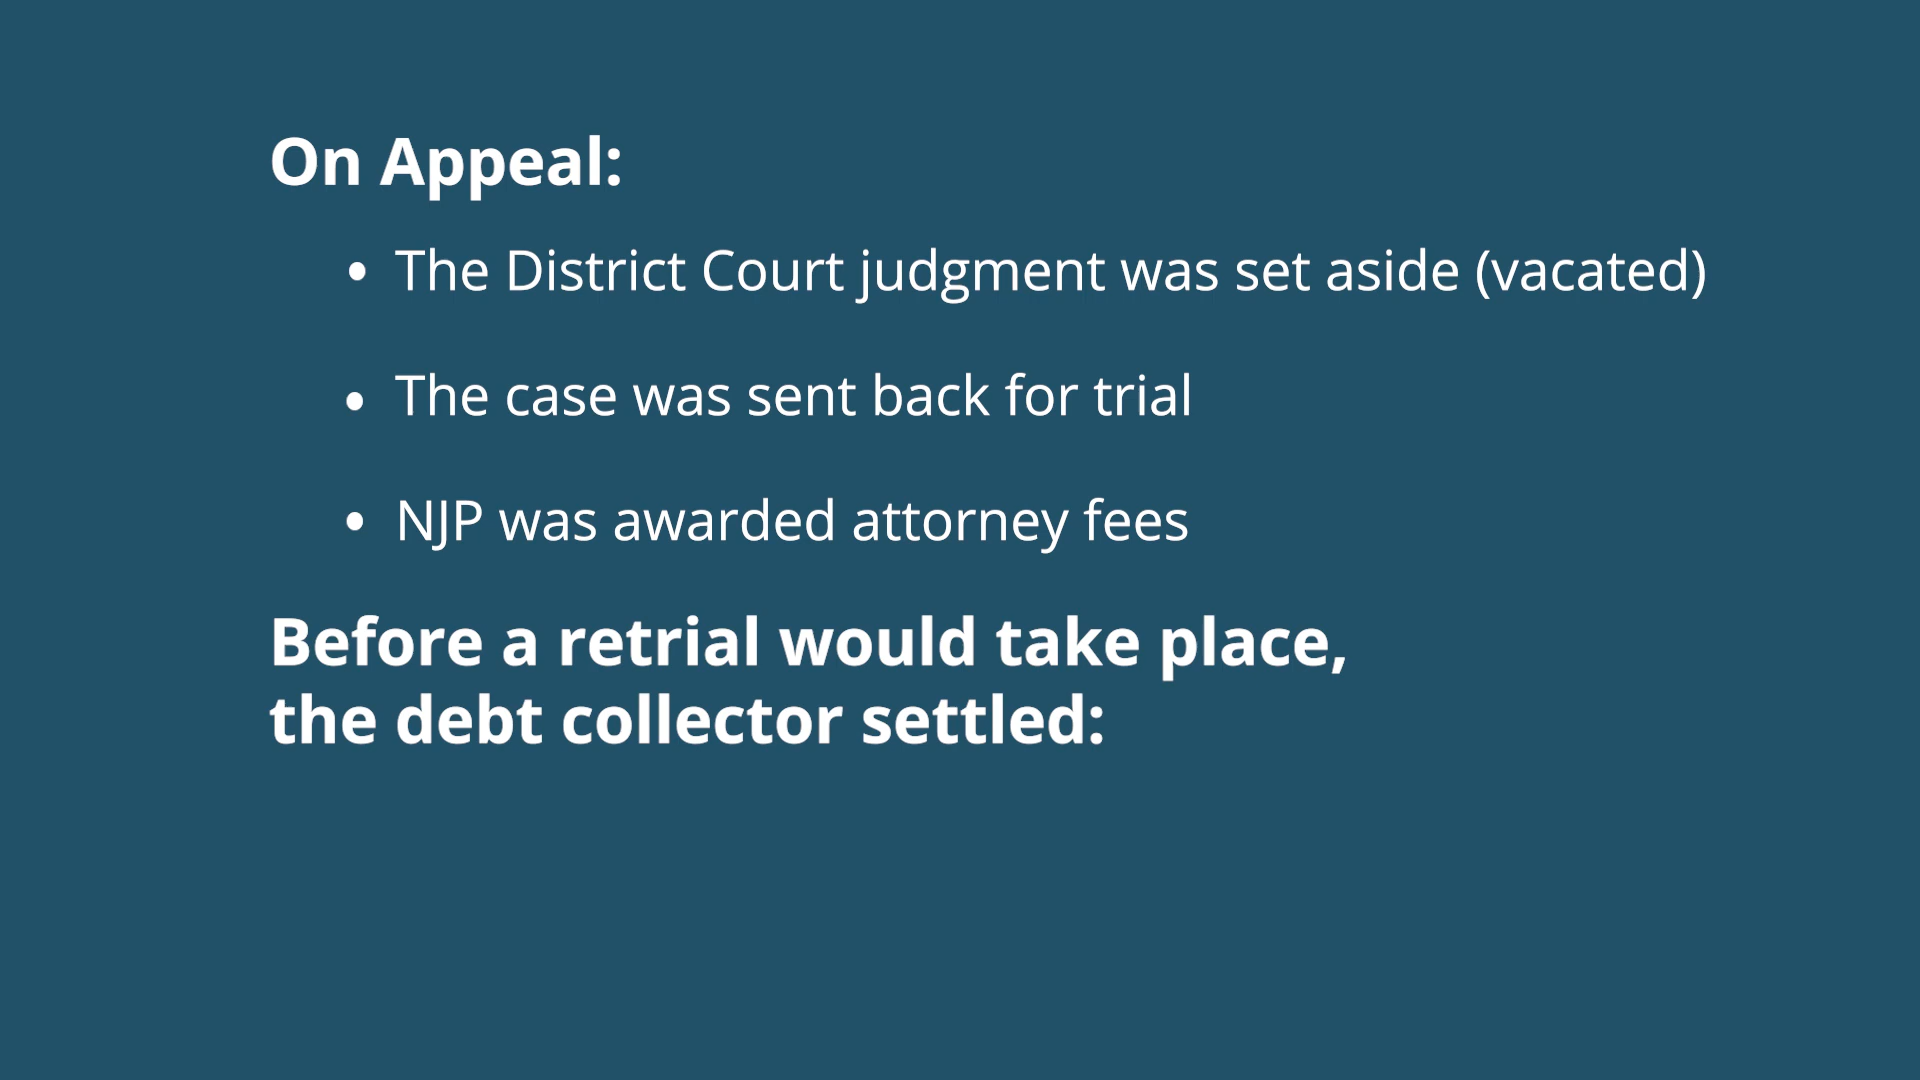 On Appeal:
• The District Court judgment was set aside (vacated)
• The case was sent back for trial
• NJP was awarded attorney fees
Before a retrial would take place,
the debt collector settled: